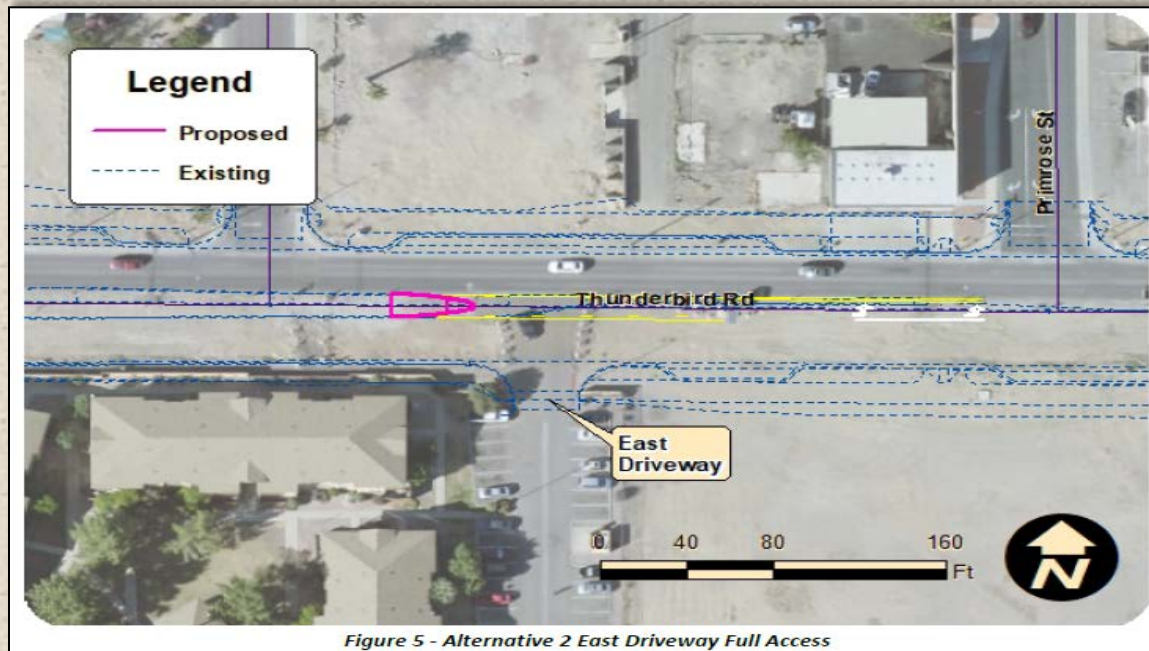 Legend
Proposed
Existing
Primrose St
Thunderbird Rd
East
Driveway
0 40 80 160
Ft
N
Figure 5 - Alternative 2 East Driveway Full Access